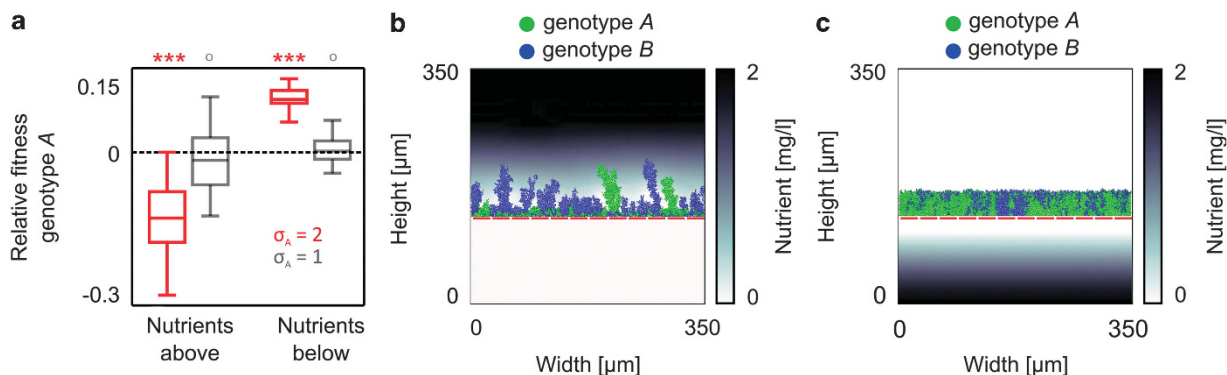 a
*** ° *** °
0.15
0
-0.3
Relative fitness
genotype A
σA = 2
σA = 1
Nutrients
above
Nutrients
below
b
genotype A
genotype B
350
0
Height [µm]
0
350
Width [µm]
2
0
Nutrient [mg/l]
c
genotype A
genotype B
350
0
Height [µm]
0
350
Width [µm]
2
0
Nutrient [mg/l]